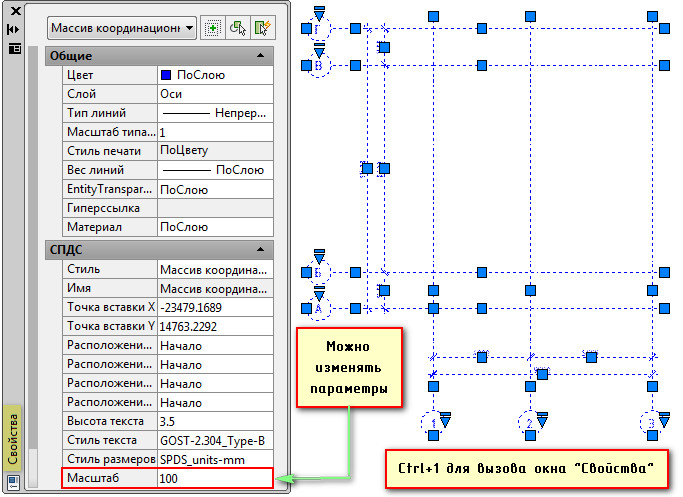 Массив координацион
Общие
Цвет ПоСлою
Слой Оси
Тип линий Непрер...
Масштаб типа... 1
Стиль печати ПоЦвету
Вес линий ПоСлою
EntityTranspar... ПоСлою
Гиперссылка
Материал ПоСлою
СПДС
Стиль Массив координа...
Имя Массив координа...
Точка вставки X -23479.1689
Точка вставки Y 14763.2292
Расположени... Начало
Расположени... Начало
Расположени... Начало
Расположени... Начало
Высота текста 3.5
Стиль текста GOST-2.304_Type-B
Стиль размеров SPDS_units-mm
Масштаб 100
Свойства
Г
В
Б
А
1 2 3
Можно
изменять
параметры
Ctrl+1 для вызова окна "Свойства"